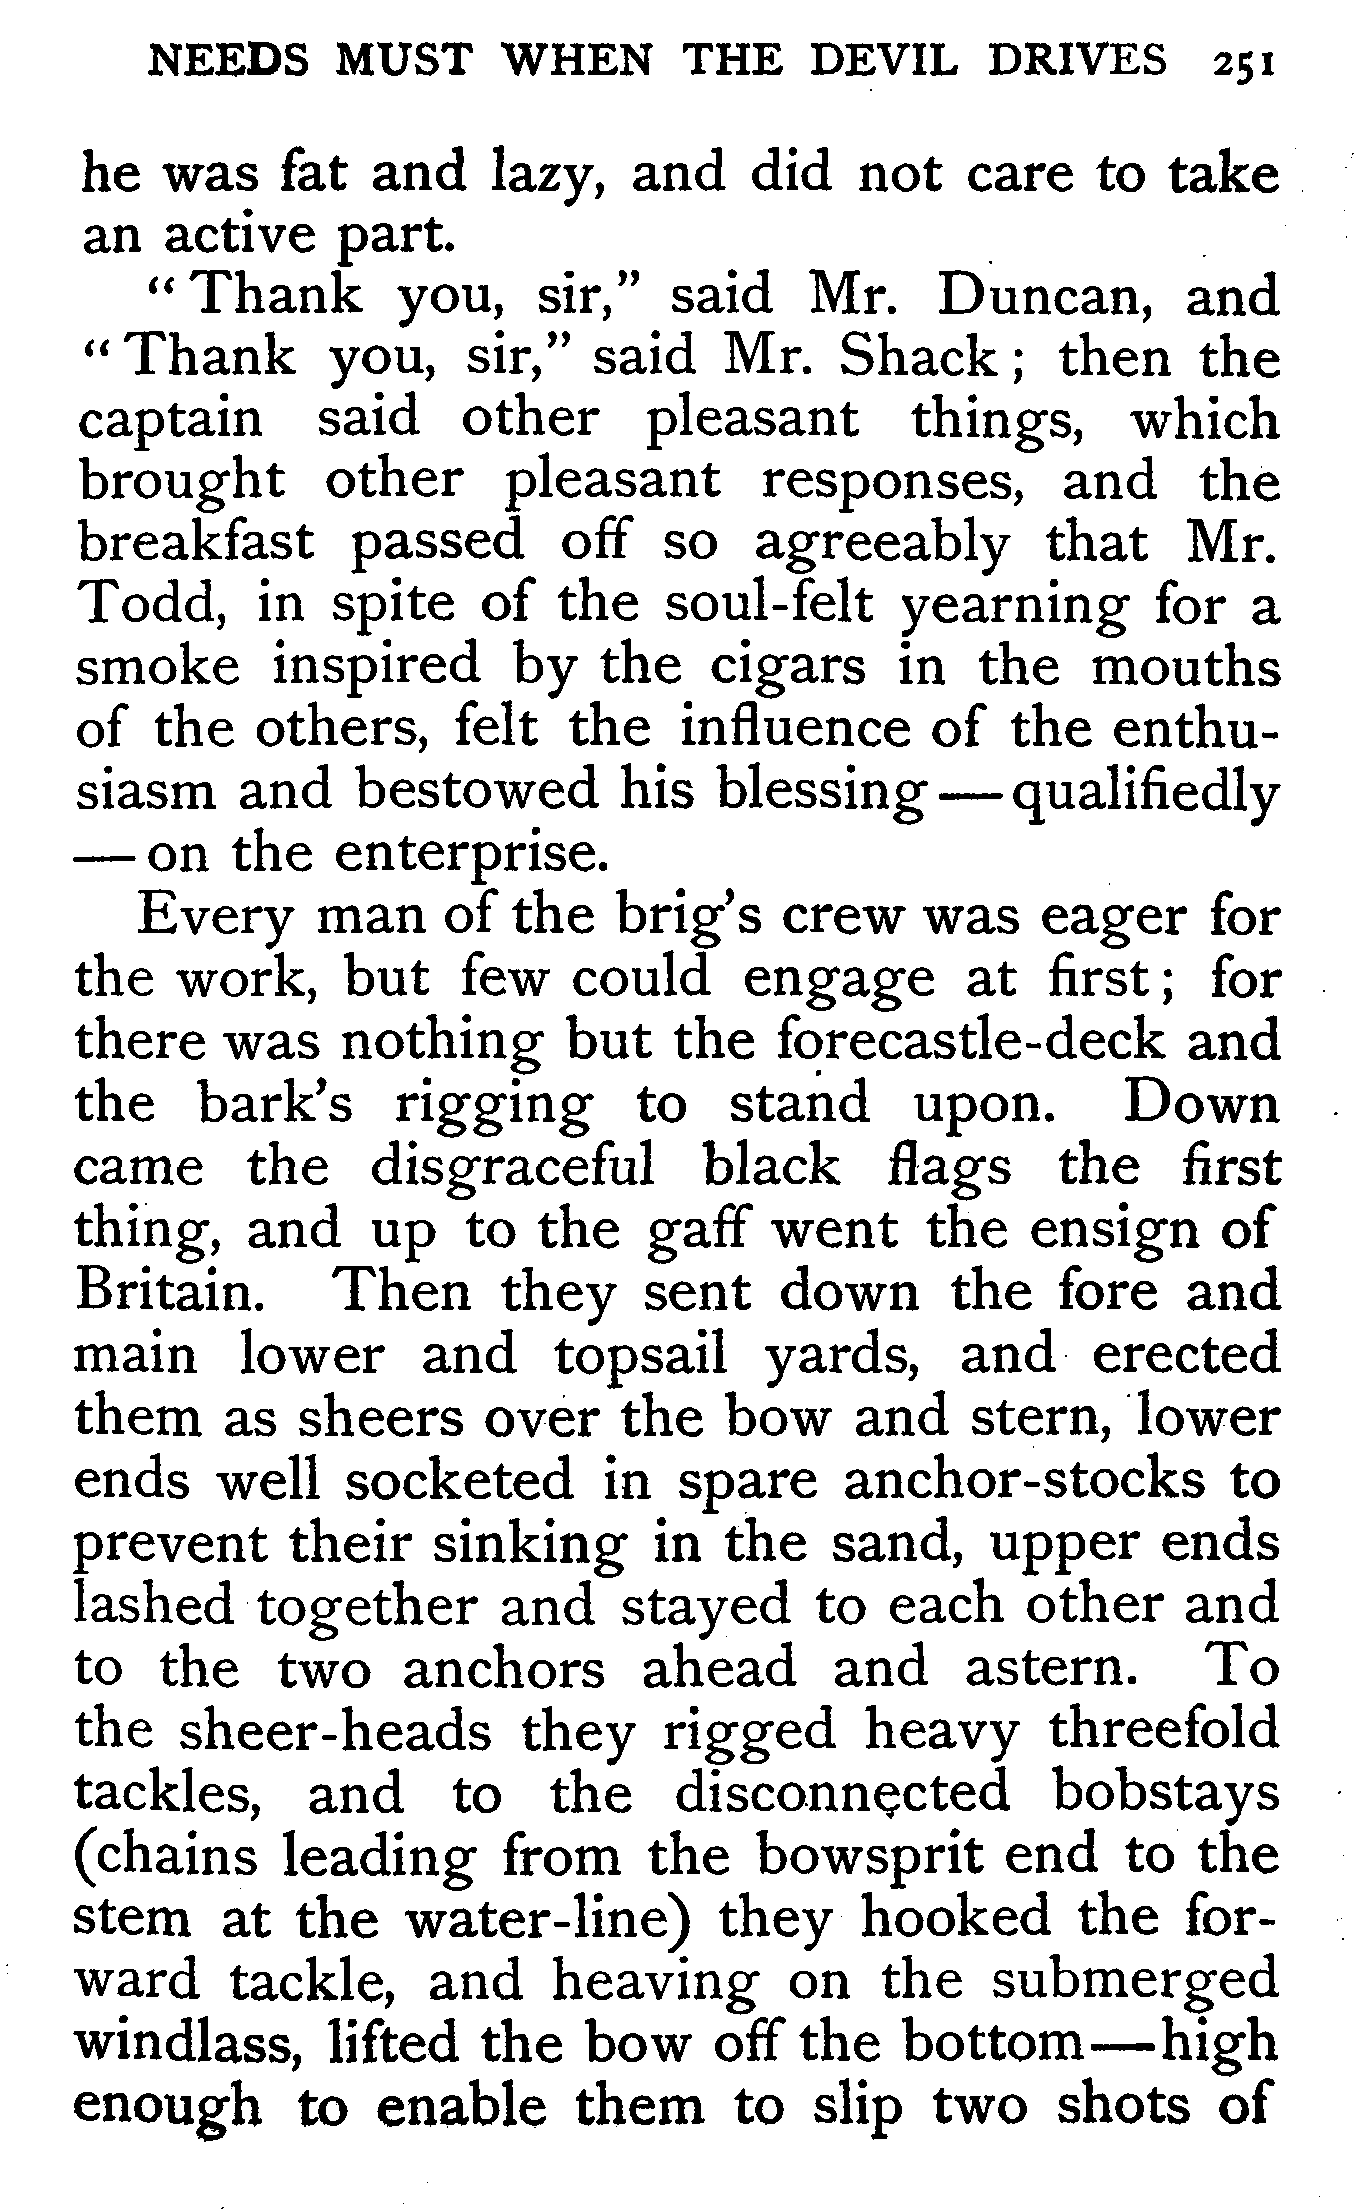 NEEDS MUST WHEN THE DEVIL DRIVES 251
he was fat and lazy, and did not care to take
an active part.
“Thank you, sir,” said Mr. Duncan, and
“Thank you, sir,” said Mr. Shack; then the
captain said other pleasant things, which
brought other pleasant responses, and the
breakfast passed off so agreeably that Mr.
Todd, in spite of the soul-felt yearning for a
smoke inspired by the cigars in the mouths
of the others, felt the influence of the enthu-
siasm and bestowed his blessing—qualifiedly
—on the enterprise.
Every man of the brig’s crew was eager for
the work, but few could engage at first; for
there was nothing but the forecastle-deck and
the bark’s rigging to stand upon. Down
came the disgraceful black flags the first
thing, and up to the gaff went the ensign of
Britain. Then they sent down the fore and
main lower and topsail yards, and erected
them as sheers over the bow and stern, lower
ends well socketed in spare anchor-stocks to
prevent their sinking in the sand, upper ends
lashed together and stayed to each other and
to the two anchors ahead and astern. To
the sheer-heads they rigged heavy threefold
tackles, and to the disconnected bobstays
(chains leading from the bowsprit end to the
stem at the water-line) they hooked the for-
ward tackle, and heaving on the submerged
windlass, lifted the bow off the bottom—high
enough to enable them to slip two shots of